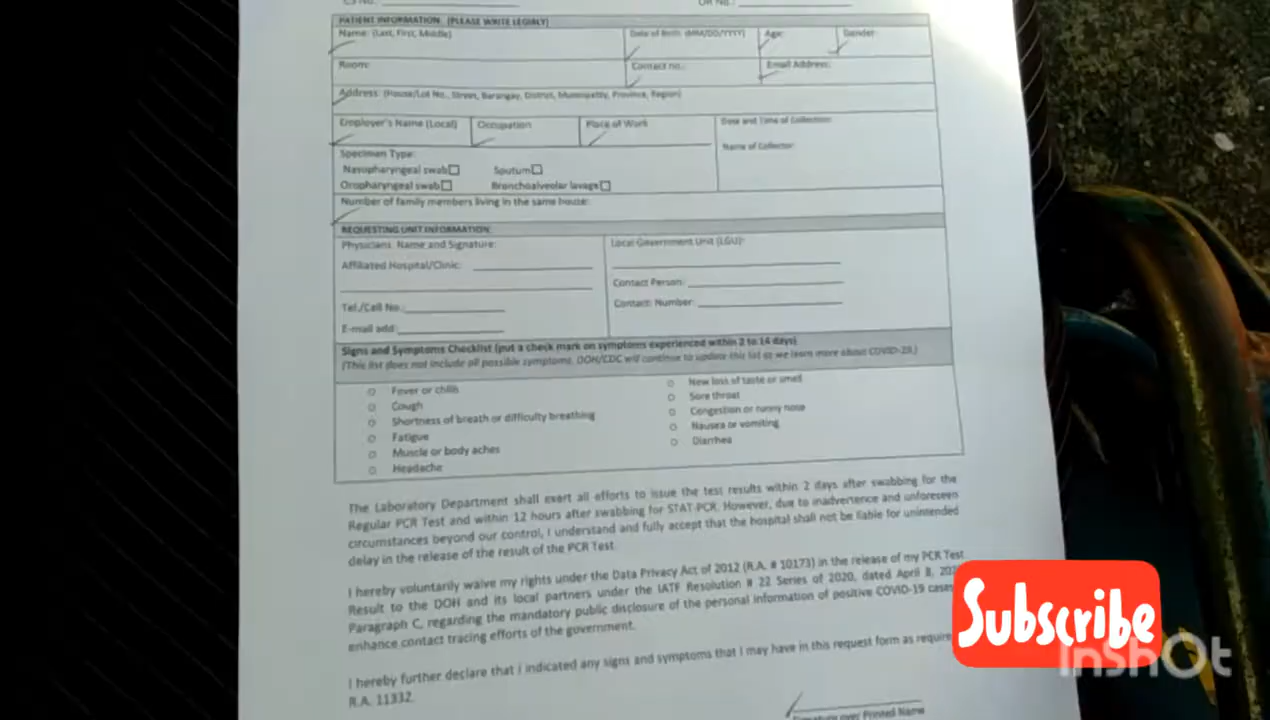 CS No.
OR No.:
PATIENT INFORMATION (PLEASE WRITE LEGIBLY)
Name: (Last, First, Middle)
Date of Birth (MM/DD/YYYY)
Age:
Gender:
Room:
Contact no.:
Email Address:
Address: (House/Lot No., Street, Barangay, District, Municipality, Province, Region)
Employer's Name (Local)
Occupation
Place of Work
Date and Time of Collection:
Name of Collector:
Specimen Type:
Nasopharyngeal swab
Sputum
Oropharyngeal swab
Bronchoalveolar lavage
Number of family members living in the same house:
REQUESTING UNIT INFORMATION
Physicians Name and Signature:
Local Government Unit (LGU):
Affiliated Hospital/Clinic:
Contact Person:
Tel./Cell No.:
Contact Number:
E-mail add:
Signs and Symptoms Checklist (put a check mark on symptoms experienced within 2 to 14 days)
(This list does not include all possible symptoms. DOH/CDC will continue to update this list as we learn more about COVID-19.)
Fever or chills
Cough
Shortness of breath or difficulty breathing
Fatigue
Muscle or body aches
Headache
New loss of taste or smell
Sore throat
Congestion or runny nose
Nausea or vomiting
Diarrhea
The Laboratory Department shall exert all efforts to issue the test results within 2 days after swabbing for the
Regular PCR Test and within 12 hours after swabbing for STAT-PCR. However, due to inadvertence and unforeseen
circumstances beyond our control, I understand and fully accept that the hospital shall not be liable for unintended
delay in the release of the result of the PCR Test.
I hereby voluntarily waive my rights under the Data Privacy Act of 2012 (R.A. # 10173) in the release of my PCR Test
Result to the DOH and its local partners under the IATF Resolution # 22 Series of 2020, dated April 8, 202
Paragraph C, regarding the mandatory public disclosure of the personal information of positive COVID-19 cases
enhance contact tracing efforts of the government.
I hereby further declare that I indicated any signs and symptoms that I may have in this request form as require
R.A. 11332.
Signature over Printed Name
Subscribe
InShOt